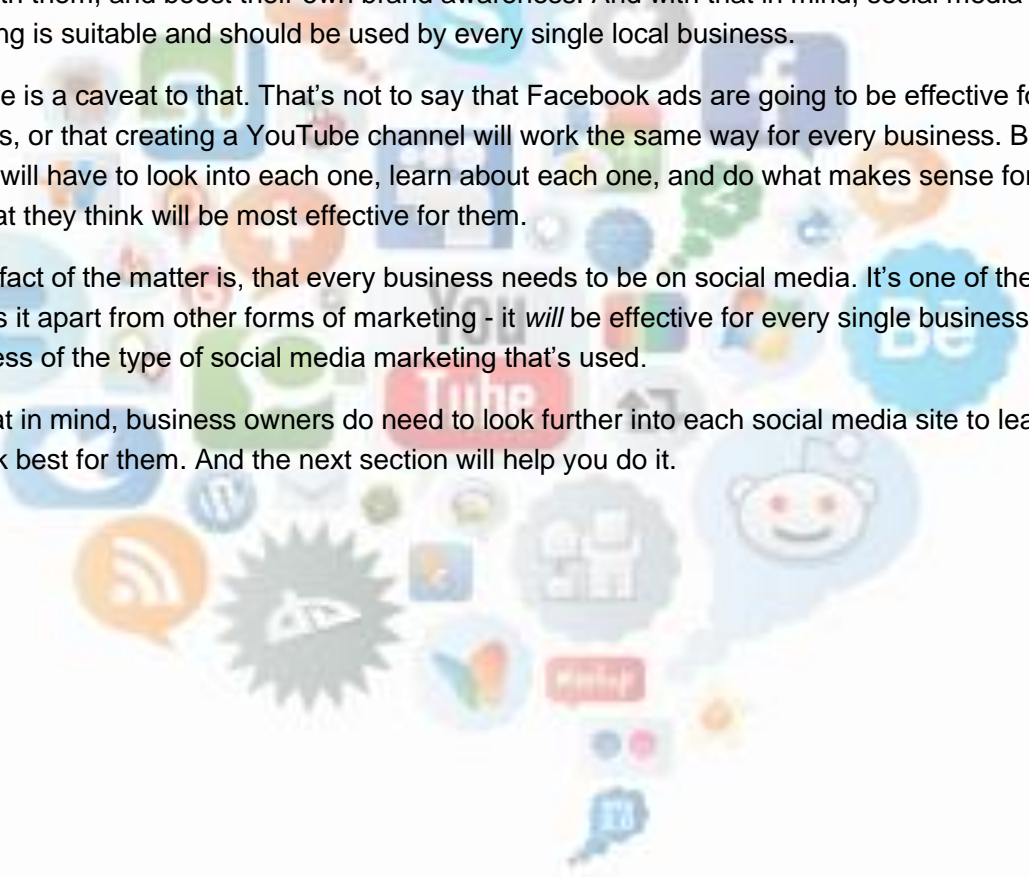 th them, and boost their own brand awareness. And with that in mind, social media
ng is suitable and should be used by every single local business.
e is a caveat to that. That's not to say that Facebook ads are going to be effective fo
s, or that creating a YouTube channel will work the same way for every business. B
will have to look into each one, learn about each one, and do what makes sense for
at they think will be most effective for them.
fact of the matter is, that every business needs to be on social media. It's one of the
s it apart from other forms of marketing - it will be effective for every single business
ess of the type of social media marketing that's used.
at in mind, business owners do need to look further into each social media site to lea
k best for them. And the next section will help you do it.
You
Tube
Bē